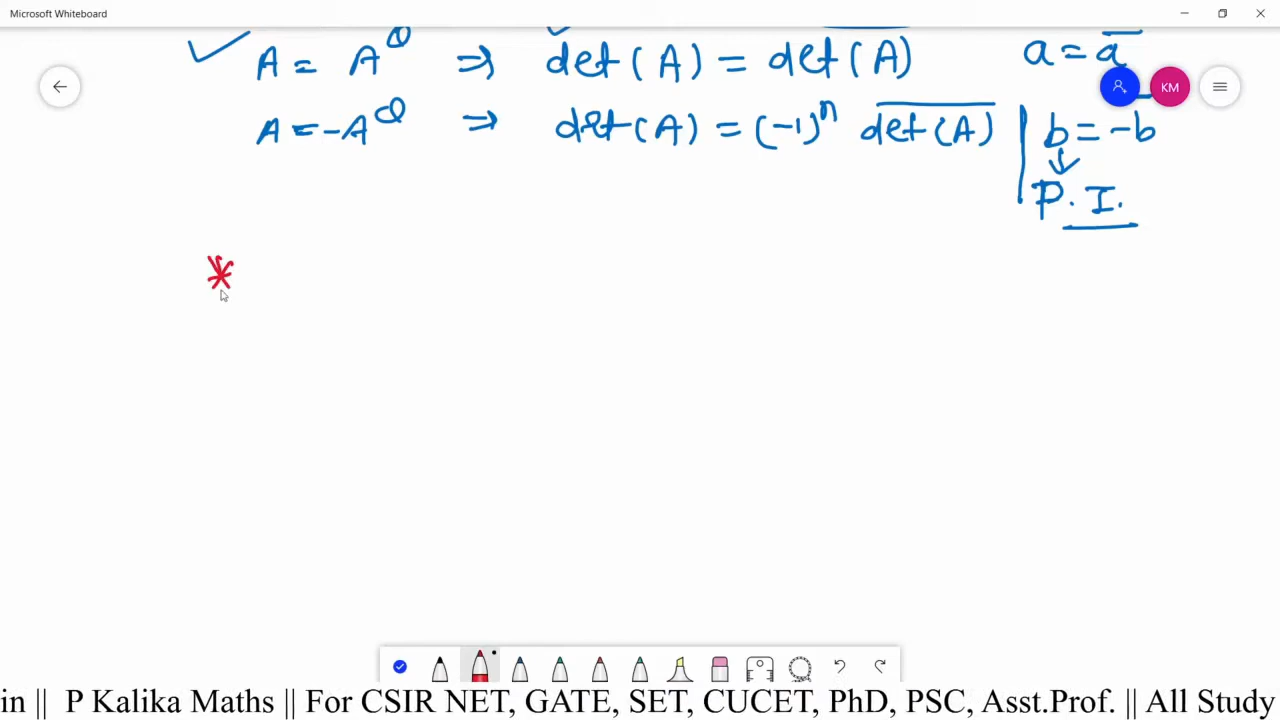 Microsoft Whiteboard
A = A^θ ⇒ det(A) = det(A) a = a̅
KM
A = -A^θ ⇒ det(A) = (-1)^n \overline{det(A)} b = -b̅
P.I.
*
in || P Kalika Maths || For CSIR NET, GATE, SET, CUCET, PhD, PSC, Asst.Prof. || All Study